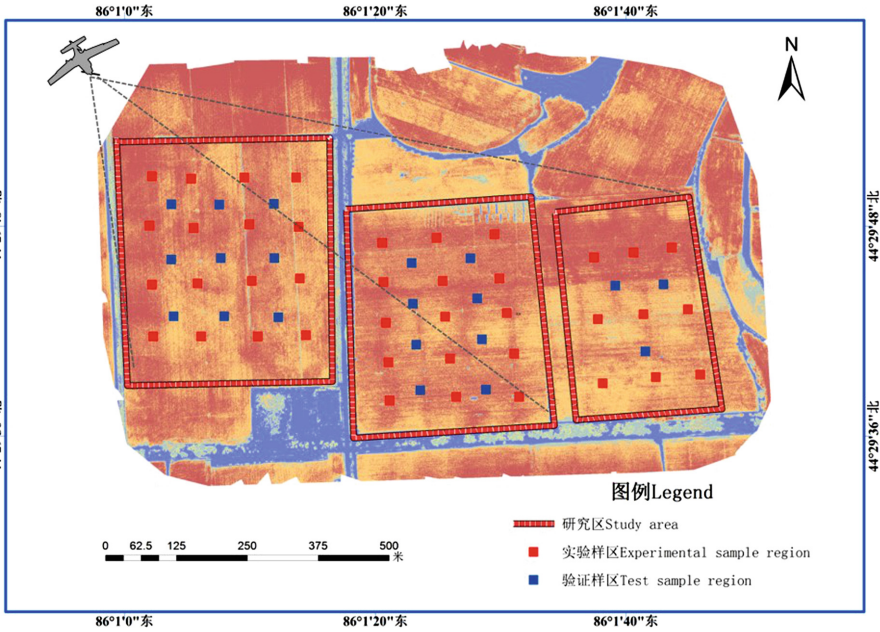 86°1'0"东
86°1'20"东
86°1'40"东
N
44°29'48"北
44°29'36"北
图例Legend
研究区Study area
实验样区Experimental sample region
验证样区Test sample region
0 62.5 125 250 375 500
米
86°1'0"东
86°1'20"东
86°1'40"东